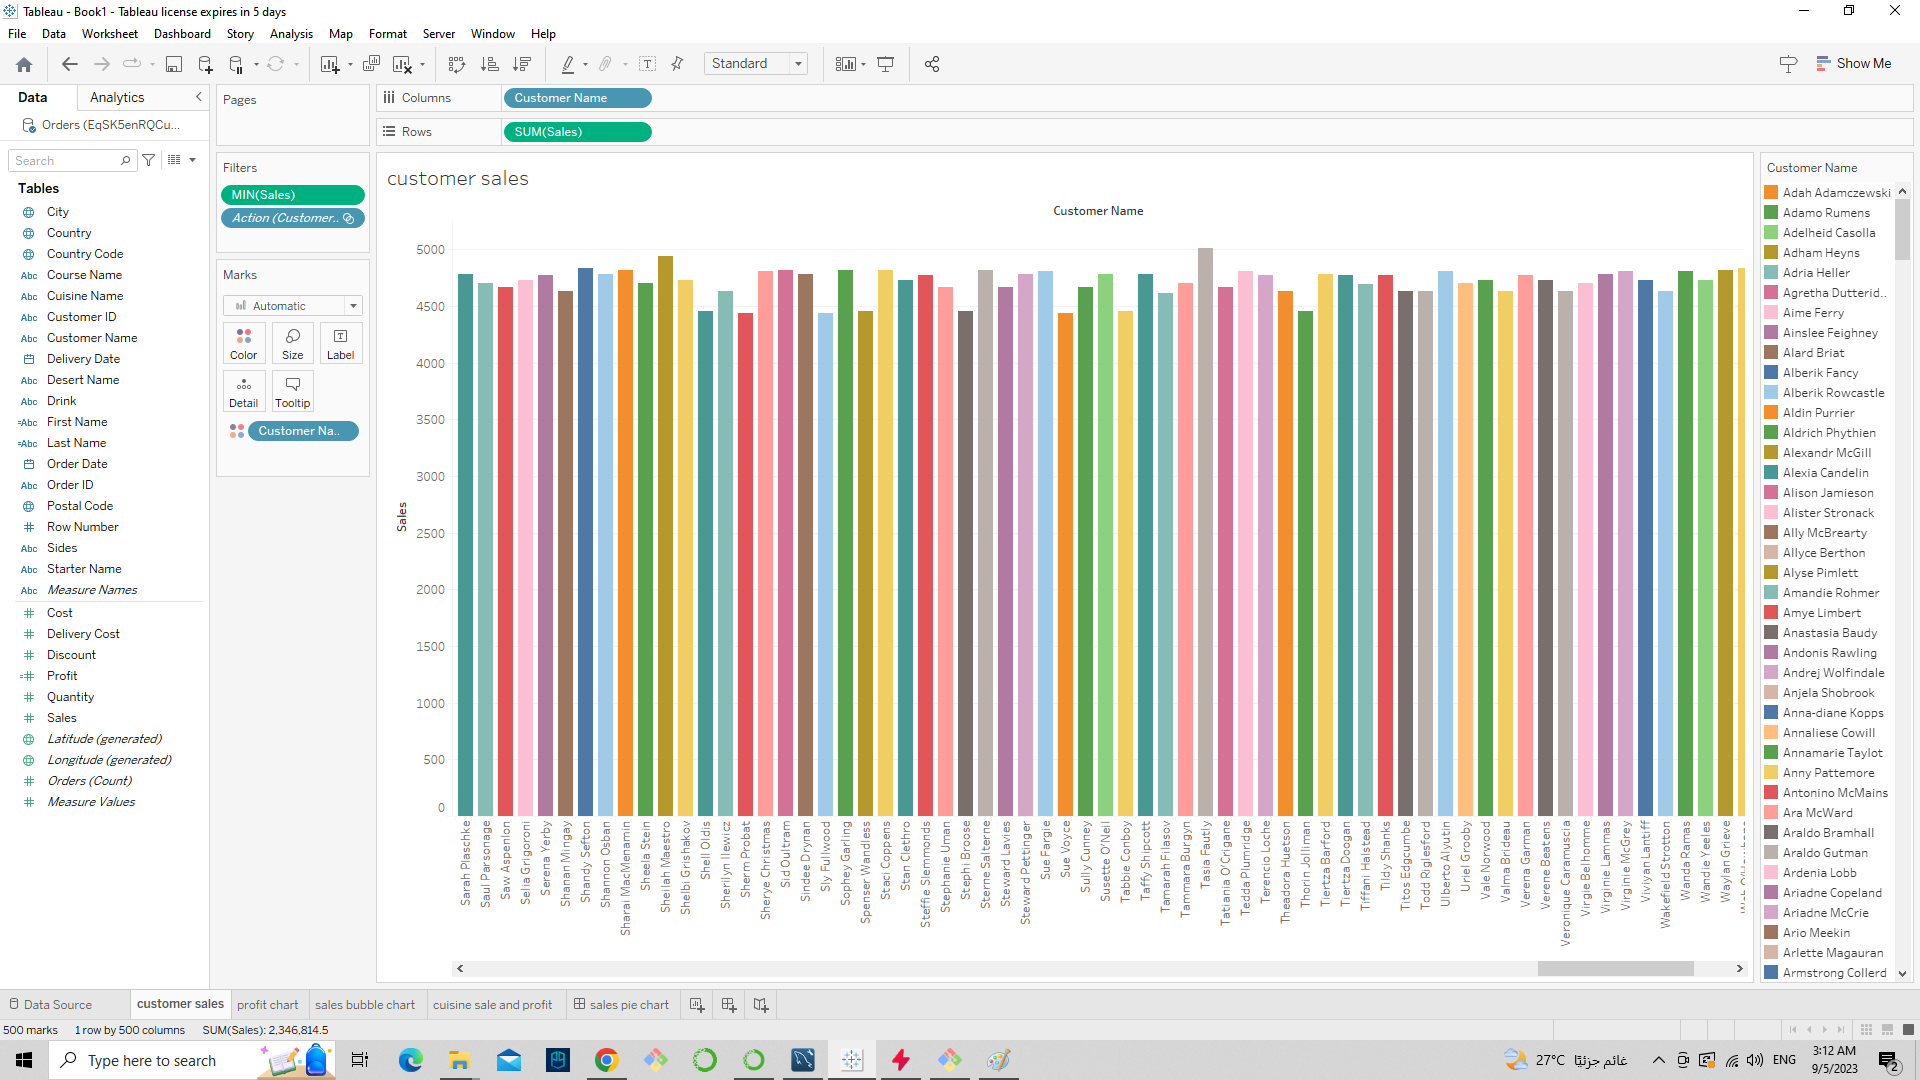 Tableau - Book1 - Tableau license expires in 5 days
File Data Worksheet Dashboard Story Analysis Map Format Server Window Help
Standard
Show Me
Data Analytics
Orders (EqSK5enRQCu...
Search
Tables
City
Country
Country Code
Abc Course Name
Abc Cuisine Name
Abc Customer ID
Abc Customer Name
Delivery Date
Abc Desert Name
Abc Drink
=Abc First Name
=Abc Last Name
Order Date
Abc Order ID
Postal Code
# Row Number
Abc Sides
Abc Starter Name
Abc Measure Names
# Cost
# Delivery Cost
# Discount
=# Profit
# Quantity
# Sales
Latitude (generated)
Longitude (generated)
# Orders (Count)
# Measure Values
Pages
Filters
MIN(Sales)
Action (Customer..
Marks
Automatic
Color Size Label
Detail Tooltip
Customer Na..
Columns Customer Name
Rows SUM(Sales)
customer sales
Customer Name
5000
4500
4000
3500
3000
2500
2000
1500
1000
500
0
Sales
Sarah Plaschke
Saul Parsonage
Saw Aspenlon
Selia Grigoroni
Serena Yerby
Shanan Mingay
Shandy Sefton
Shannon Osban
Sharai MacMenamin
Sheela Stein
Sheilah Maestro
Shelbi Grishakov
Shell Oldis
Sherilyn Ilewicz
Sherm Probat
Sherye Christmas
Sid Oultram
Sindee Drynan
Sly Fullwood
Sophey Garling
Spenser Wandless
Staci Coppens
Stan Clethro
Steffie Slemmonds
Stephanie Uman
Stephi Broose
Sterne Salterne
Steward Lavies
Steward Pettinger
Sue Fargie
Sue Voyce
Sully Cunney
Susette O'Neil
Tabbie Conboy
Taffy Shipcott
Tamarah Filasov
Tammara Burgyn
Tasia Fautly
Tatiania O' Crigane
Tedda Plumridge
Terencio Loche
Theadora Huetson
Thorin Jolliman
Tiertza Barford
Tiertza Doogan
Tiffani Halstead
Tildy Shanks
Titos Edgcumbe
Todd Riglesford
Ulberto Alyutin
Uriel Grooby
Vale Norwood
Valma Brideau
Verena Garman
Verene Beatens
Veronique Caramuscia
Virgie Belhomme
Virginie Lammas
Virginie McGrey
Viviyan Lantiff
Wakefield Strotton
Wanda Ramas
Wandie Yeeles
Waylan Grieve
Customer Name
Adah Adamczewski
Adamo Rumens
Adelheid Casolla
Adham Heyns
Adria Heller
Agretha Dutterid..
Aime Ferry
Ainslee Feighney
Alard Briat
Alberik Fancy
Alberik Rowcastle
Aldin Purrier
Aldrich Phythien
Alexandr McGill
Alexia Candelin
Alison Jamieson
Alister Stronack
Ally McBrearty
Allyce Berthon
Alyse Pimlett
Amandie Rohmer
Amye Limbert
Anastasia Baudy
Andonis Rawling
Andrej Wolfindale
Anjela Shobrook
Anna-diane Kopps
Annaliese Cowill
Annamarie Taylot
Anny Pattemore
Antonino McMains
Ara McWard
Araldo Bramhall
Araldo Gutman
Ardenia Lobb
Ariadne Copeland
Ariadne McCrie
Ario Meekin
Arlette Magauran
Armstrong Collerd
Data Source customer sales profit chart sales bubble chart cuisine sale and profit sales pie chart
500 marks 1 row by 500 columns SUM(Sales): 2,346,814.5
Type here to search
27°C غائم جزئيًا
ENG
3:12 AM
9/5/2023
2